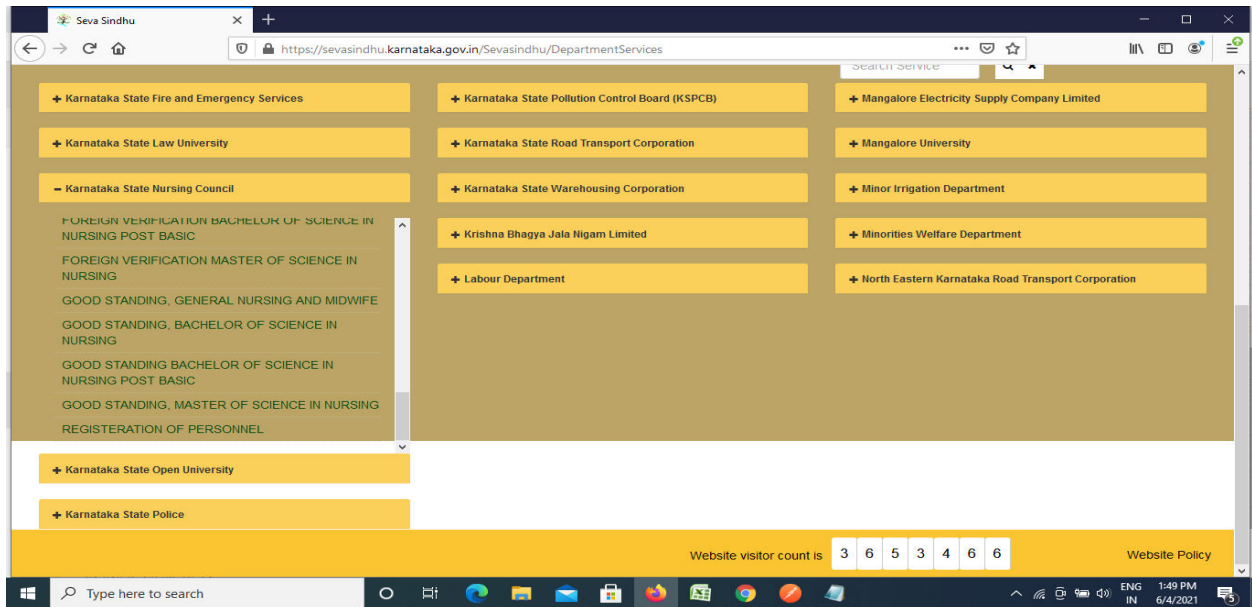 Seva Sindhu
https://sevasindhu.karnataka.gov.in/Sevasindhu/DepartmentServices
Search Service
Karnataka State Fire and Emergency Services
Karnataka State Law University
Karnataka State Nursing Council
FOREIGN VERIFICATION BACHELOR OF SCIENCE IN
NURSING POST BASIC
FOREIGN VERIFICATION MASTER OF SCIENCE IN
NURSING
GOOD STANDING, GENERAL NURSING AND MIDWIFE
GOOD STANDING, BACHELOR OF SCIENCE IN
NURSING
GOOD STANDING BACHELOR OF SCIENCE IN
NURSING POST BASIC
GOOD STANDING, MASTER OF SCIENCE IN NURSING
REGISTERATION OF PERSONNEL
Karnataka State Open University
Karnataka State Police
Karnataka State Pollution Control Board (KSPCB)
Karnataka State Road Transport Corporation
Karnataka State Warehousing Corporation
Krishna Bhagya Jala Nigam Limited
Labour Department
Mangalore Electricity Supply Company Limited
Mangalore University
Minor Irrigation Department
Minorities Welfare Department
North Eastern Karnataka Road Transport Corporation
Website visitor count is 3 6 5 3 4 6 6
Website Policy
Type here to search
ENG
IN
1:49 PM
6/4/2021
5